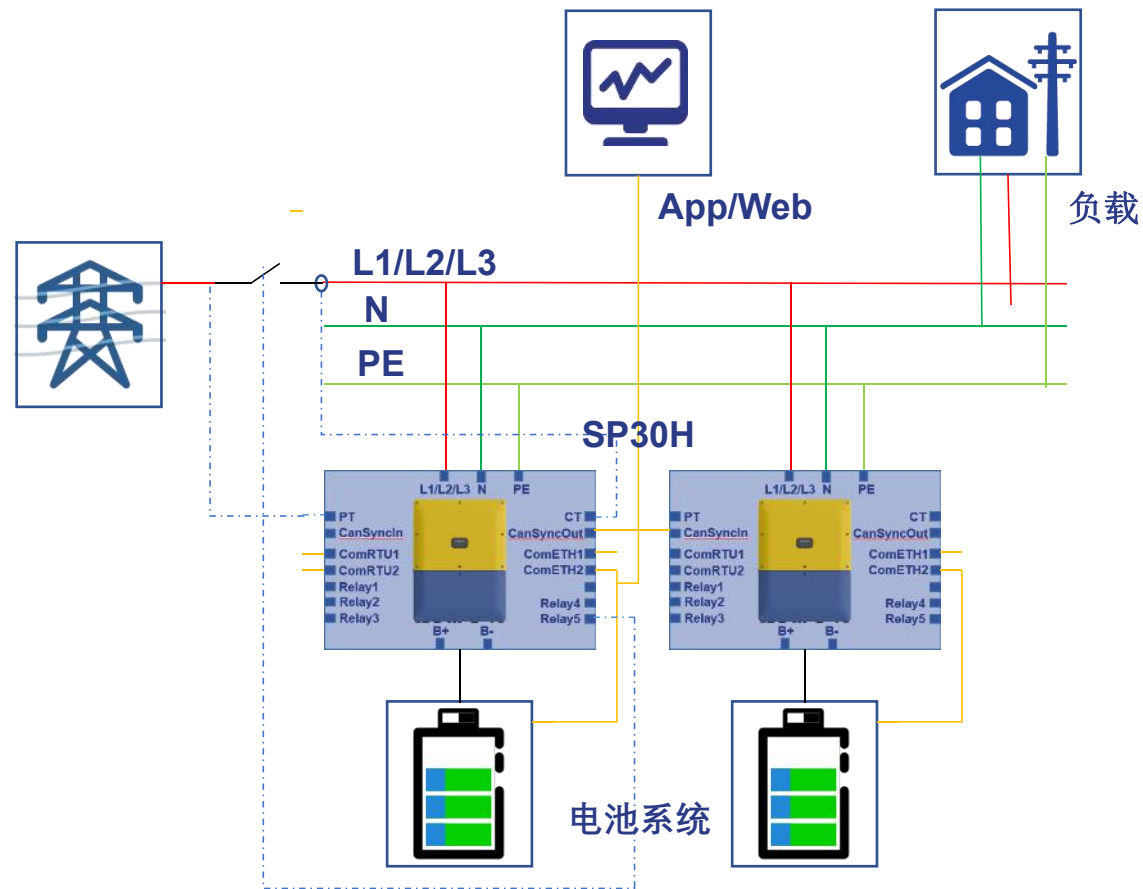 App/Web
负载
L1/L2/L3
N
PE
SP30H
L1/L2/L3 N PE
PT
CT
CanSyncIn
CanSyncOut
ComRTU1
ComETH1
ComRTU2
ComETH2
Relay1
Relay2
Relay4
Relay3
Relay5
B+ B-
L1/L2/L3 N PE
PT
CT
CanSyncIn
CanSyncOut
ComRTU1
ComETH1
ComRTU2
ComETH2
Relay1
Relay2
Relay4
Relay3
Relay5
B+ B-
电池系统